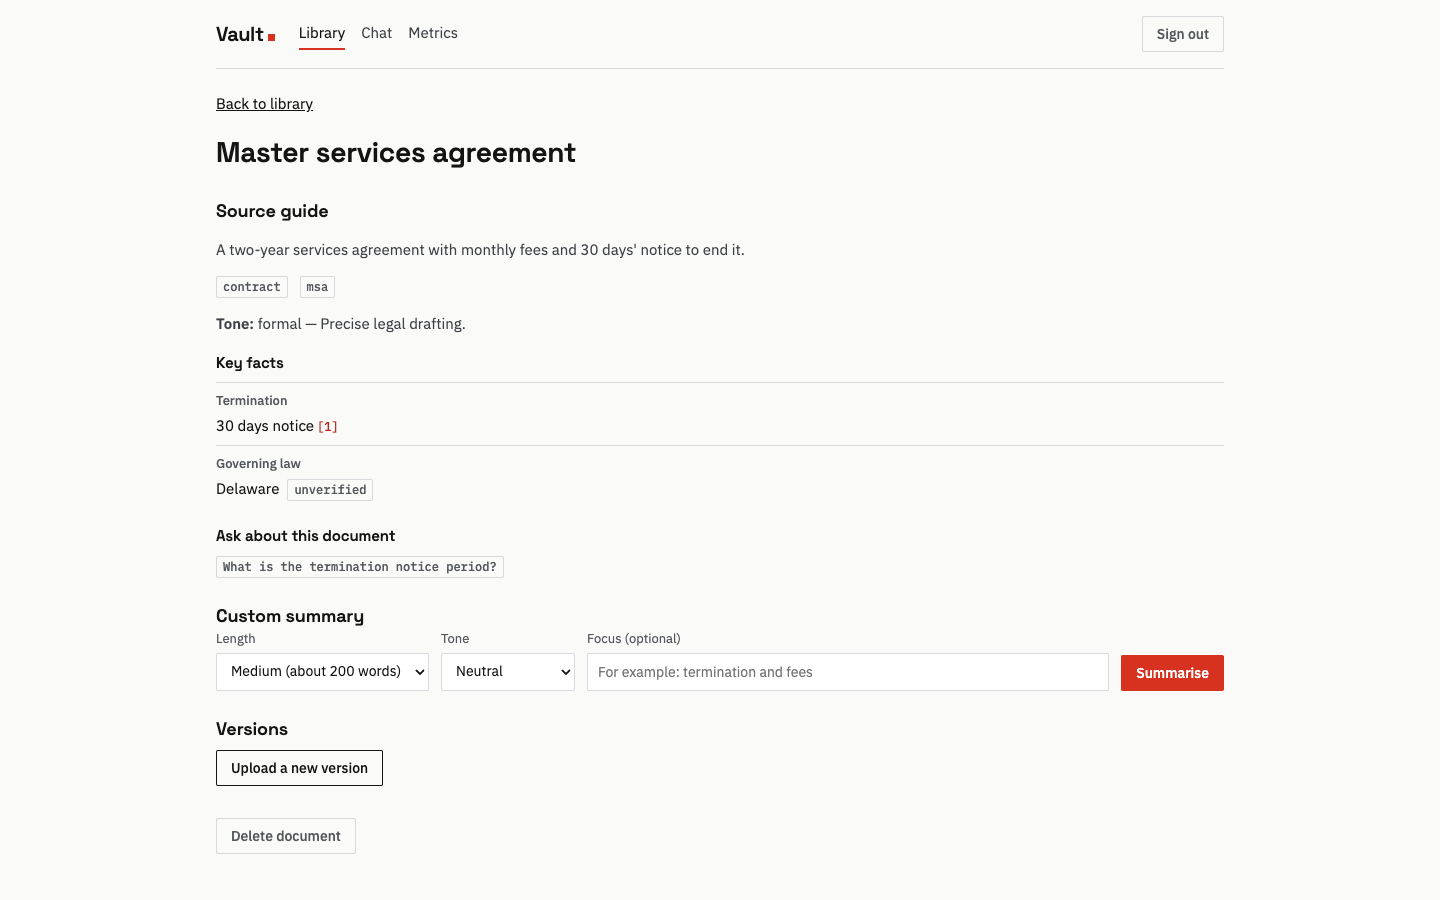 Vault
Library
Chat
Metrics
Sign out
Back to library
Master services agreement
Source guide
A two-year services agreement with monthly fees and 30 days' notice to end it.
contract
msa
Tone: formal — Precise legal drafting.
Key facts
Termination
30 days notice [1]
Governing law
Delaware unverified
Ask about this document
What is the termination notice period?
Custom summary
Length
Tone
Focus (optional)
Medium (about 200 words)
Neutral
For example: termination and fees
Summarise
Versions
Upload a new version
Delete document